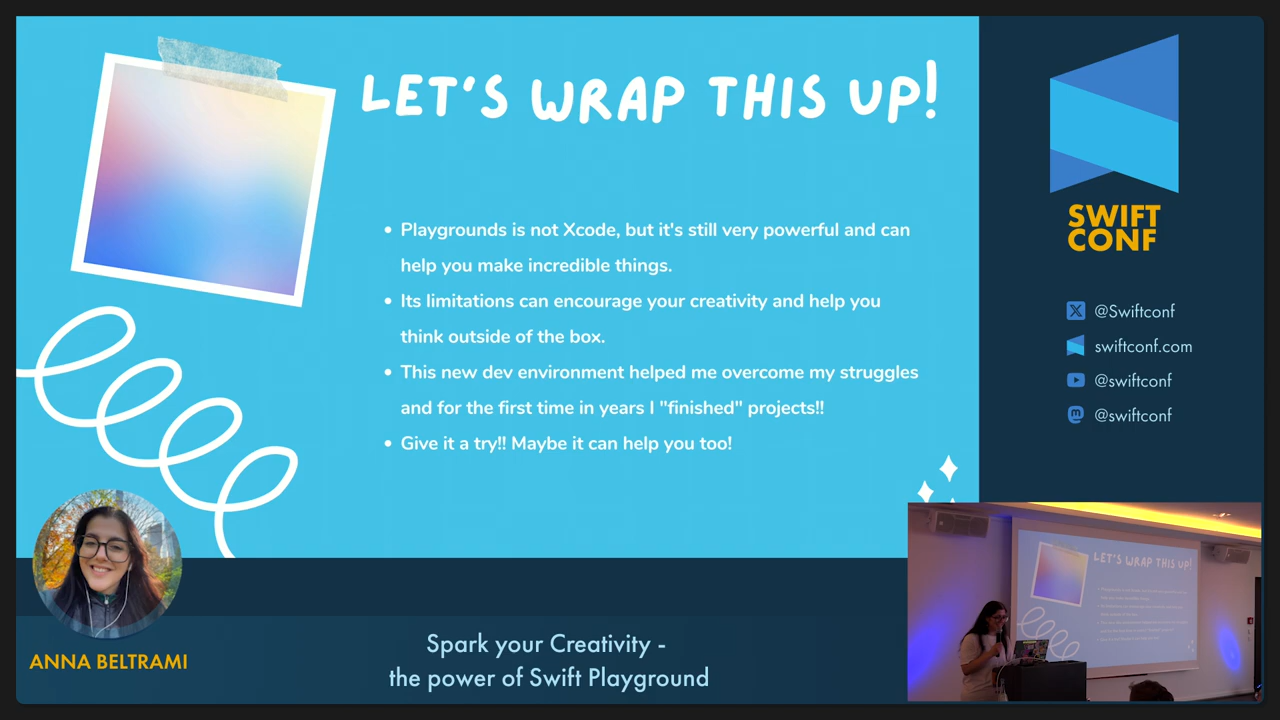 LET'S WRAP THIS UP!
• Playgrounds is not Xcode, but it's still very powerful and can
help you make incredible things.
• Its limitations can encourage your creativity and help you
think outside of the box.
• This new dev environment helped me overcome my struggles
and for the first time in years I "finished" projects!!
• Give it a try!! Maybe it can help you too!
SWIFT
CONF
@Swiftconf
swiftconf.com
@swiftconf
@swiftconf
ANNA BELTRAMI
Spark your Creativity -
the power of Swift Playground
LET'S WRAP THIS UP!